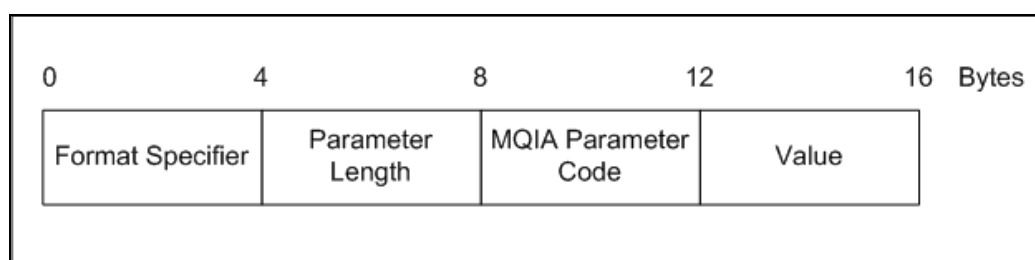 0 4 8 12 16 Bytes
Format Specifier
Parameter
Length
MQIA Parameter
Code
Value